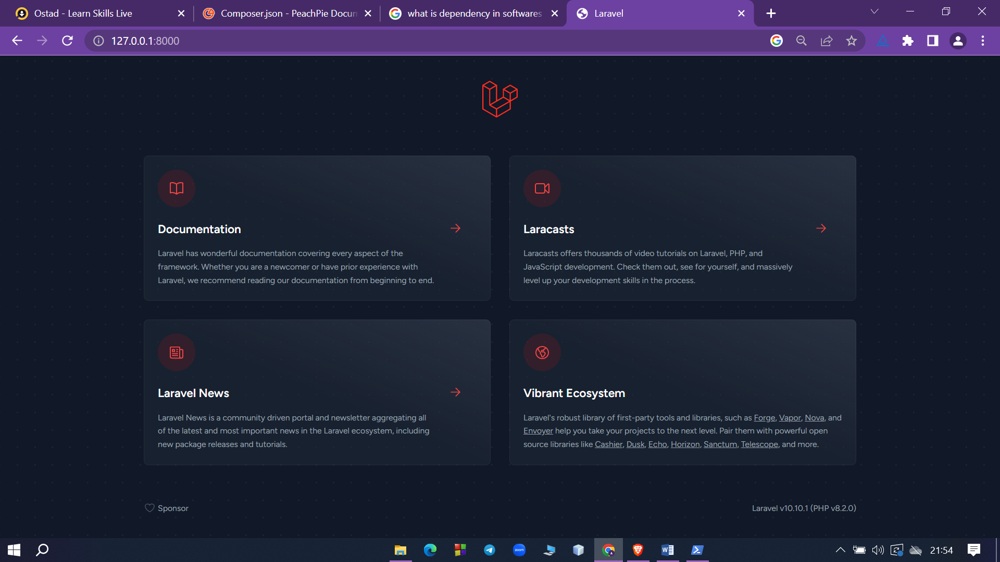 Ostad - Learn Skills Live
Composer.json - PeachPie Docum
what is dependency in softwares
Laravel
127.0.0.1:8000
Documentation
Laravel has wonderful documentation covering every aspect of the
framework. Whether you are a newcomer or have prior experience with
Laravel, we recommend reading our documentation from beginning to end.
Laracasts
Laracasts offers thousands of video tutorials on Laravel, PHP, and
JavaScript development. Check them out, see for yourself, and massively
level up your development skills in the process.
Laravel News
Laravel News is a community driven portal and newsletter aggregating all
of the latest and most important news in the Laravel ecosystem, including
new package releases and tutorials.
Vibrant Ecosystem
Laravel's robust library of first-party tools and libraries, such as Forge, Vapor, Nova, and
Envoyer help you take your projects to the next level. Pair them with powerful open
source libraries like Cashier, Dusk, Echo, Horizon, Sanctum, Telescope, and more.
Sponsor
Laravel v10.10.1 (PHP v8.2.0)
zoom
21:54